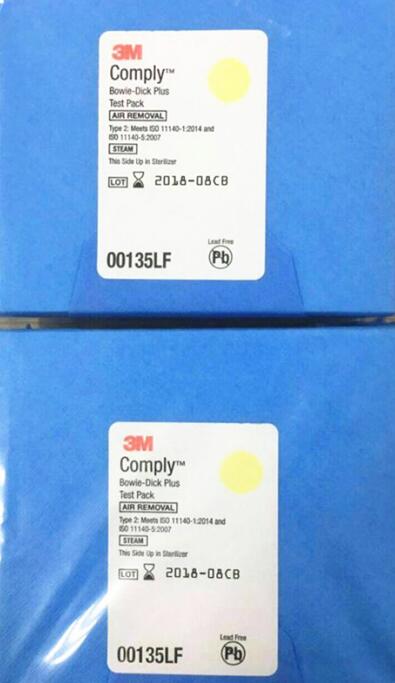 3M
Comply™
Bowie-Dick Plus
Test Pack
AIR REMOVAL
Type 2: Meets ISO 11140-1:2014 and
ISO 11140-5:2007
STEAM
This Side Up in Sterilizer
LOT 2018-08CB
Lead Free
Pb
00135LF
3M
Comply™
Bowie-Dick Plus
Test Pack
AIR REMOVAL
Type 2: Meets ISO 11140-1:2014 and
ISO 11140-5:2007
STEAM
This Side Up in Sterilizer
LOT 2018-08CB
Lead Free
Pb
00135LF